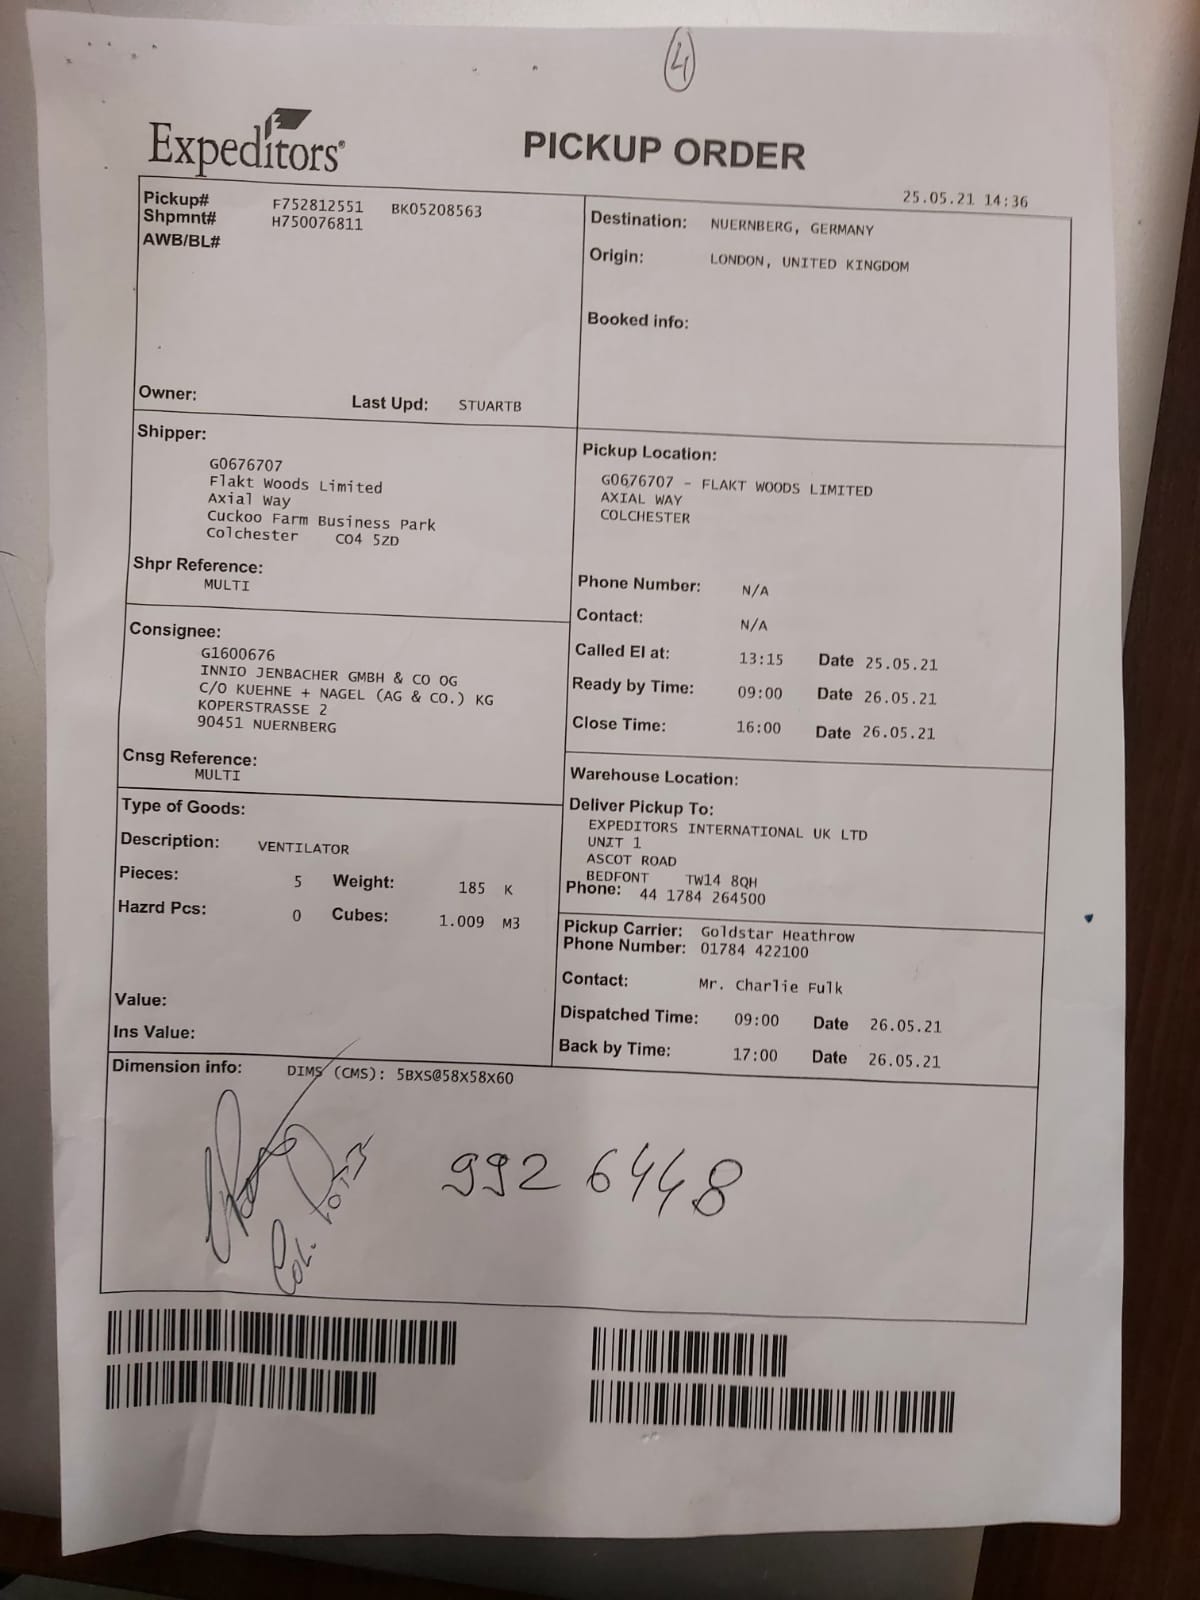 4
Expeditors®
PICKUP ORDER
25.05.21 14:36
Pickup# F752812551 BK05208563
Shpmnt# H750076811
AWB/BL#
Owner: Last Upd: STUARTB
Destination: NUERNBERG, GERMANY
Origin: LONDON, UNITED KINGDOM
Booked info:
Shipper:
G0676707
Flakt Woods Limited
Axial Way
Cuckoo Farm Business Park
Colchester CO4 5ZD
Shpr Reference:
MULTI
Pickup Location:
G0676707 - FLAKT WOODS LIMITED
AXIAL WAY
COLCHESTER
Phone Number: N/A
Contact: N/A
Called EI at: 13:15 Date 25.05.21
Ready by Time: 09:00 Date 26.05.21
Close Time: 16:00 Date 26.05.21
Consignee:
G1600676
INNIO JENBACHER GMBH & CO OG
C/O KUEHNE + NAGEL (AG & CO.) KG
KOPERSTRASSE 2
90451 NUERNBERG
Cnsg Reference:
MULTI
Warehouse Location:
Deliver Pickup To:
EXPEDITORS INTERNATIONAL UK LTD
UNIT 1
ASCOT ROAD
BEDFONT TW14 8QH
Phone: 44 1784 264500
Type of Goods:
Description: VENTILATOR
Pieces: 5 Weight: 185 K
Hazrd Pcs: 0 Cubes: 1.009 M3
Value:
Ins Value:
Pickup Carrier: Goldstar Heathrow
Phone Number: 01784 422100
Contact: Mr. Charlie Fulk
Dispatched Time: 09:00 Date 26.05.21
Back by Time: 17:00 Date 26.05.21
Dimension info: DIMS (CMS): 5BXS@58X58X60
992 6448